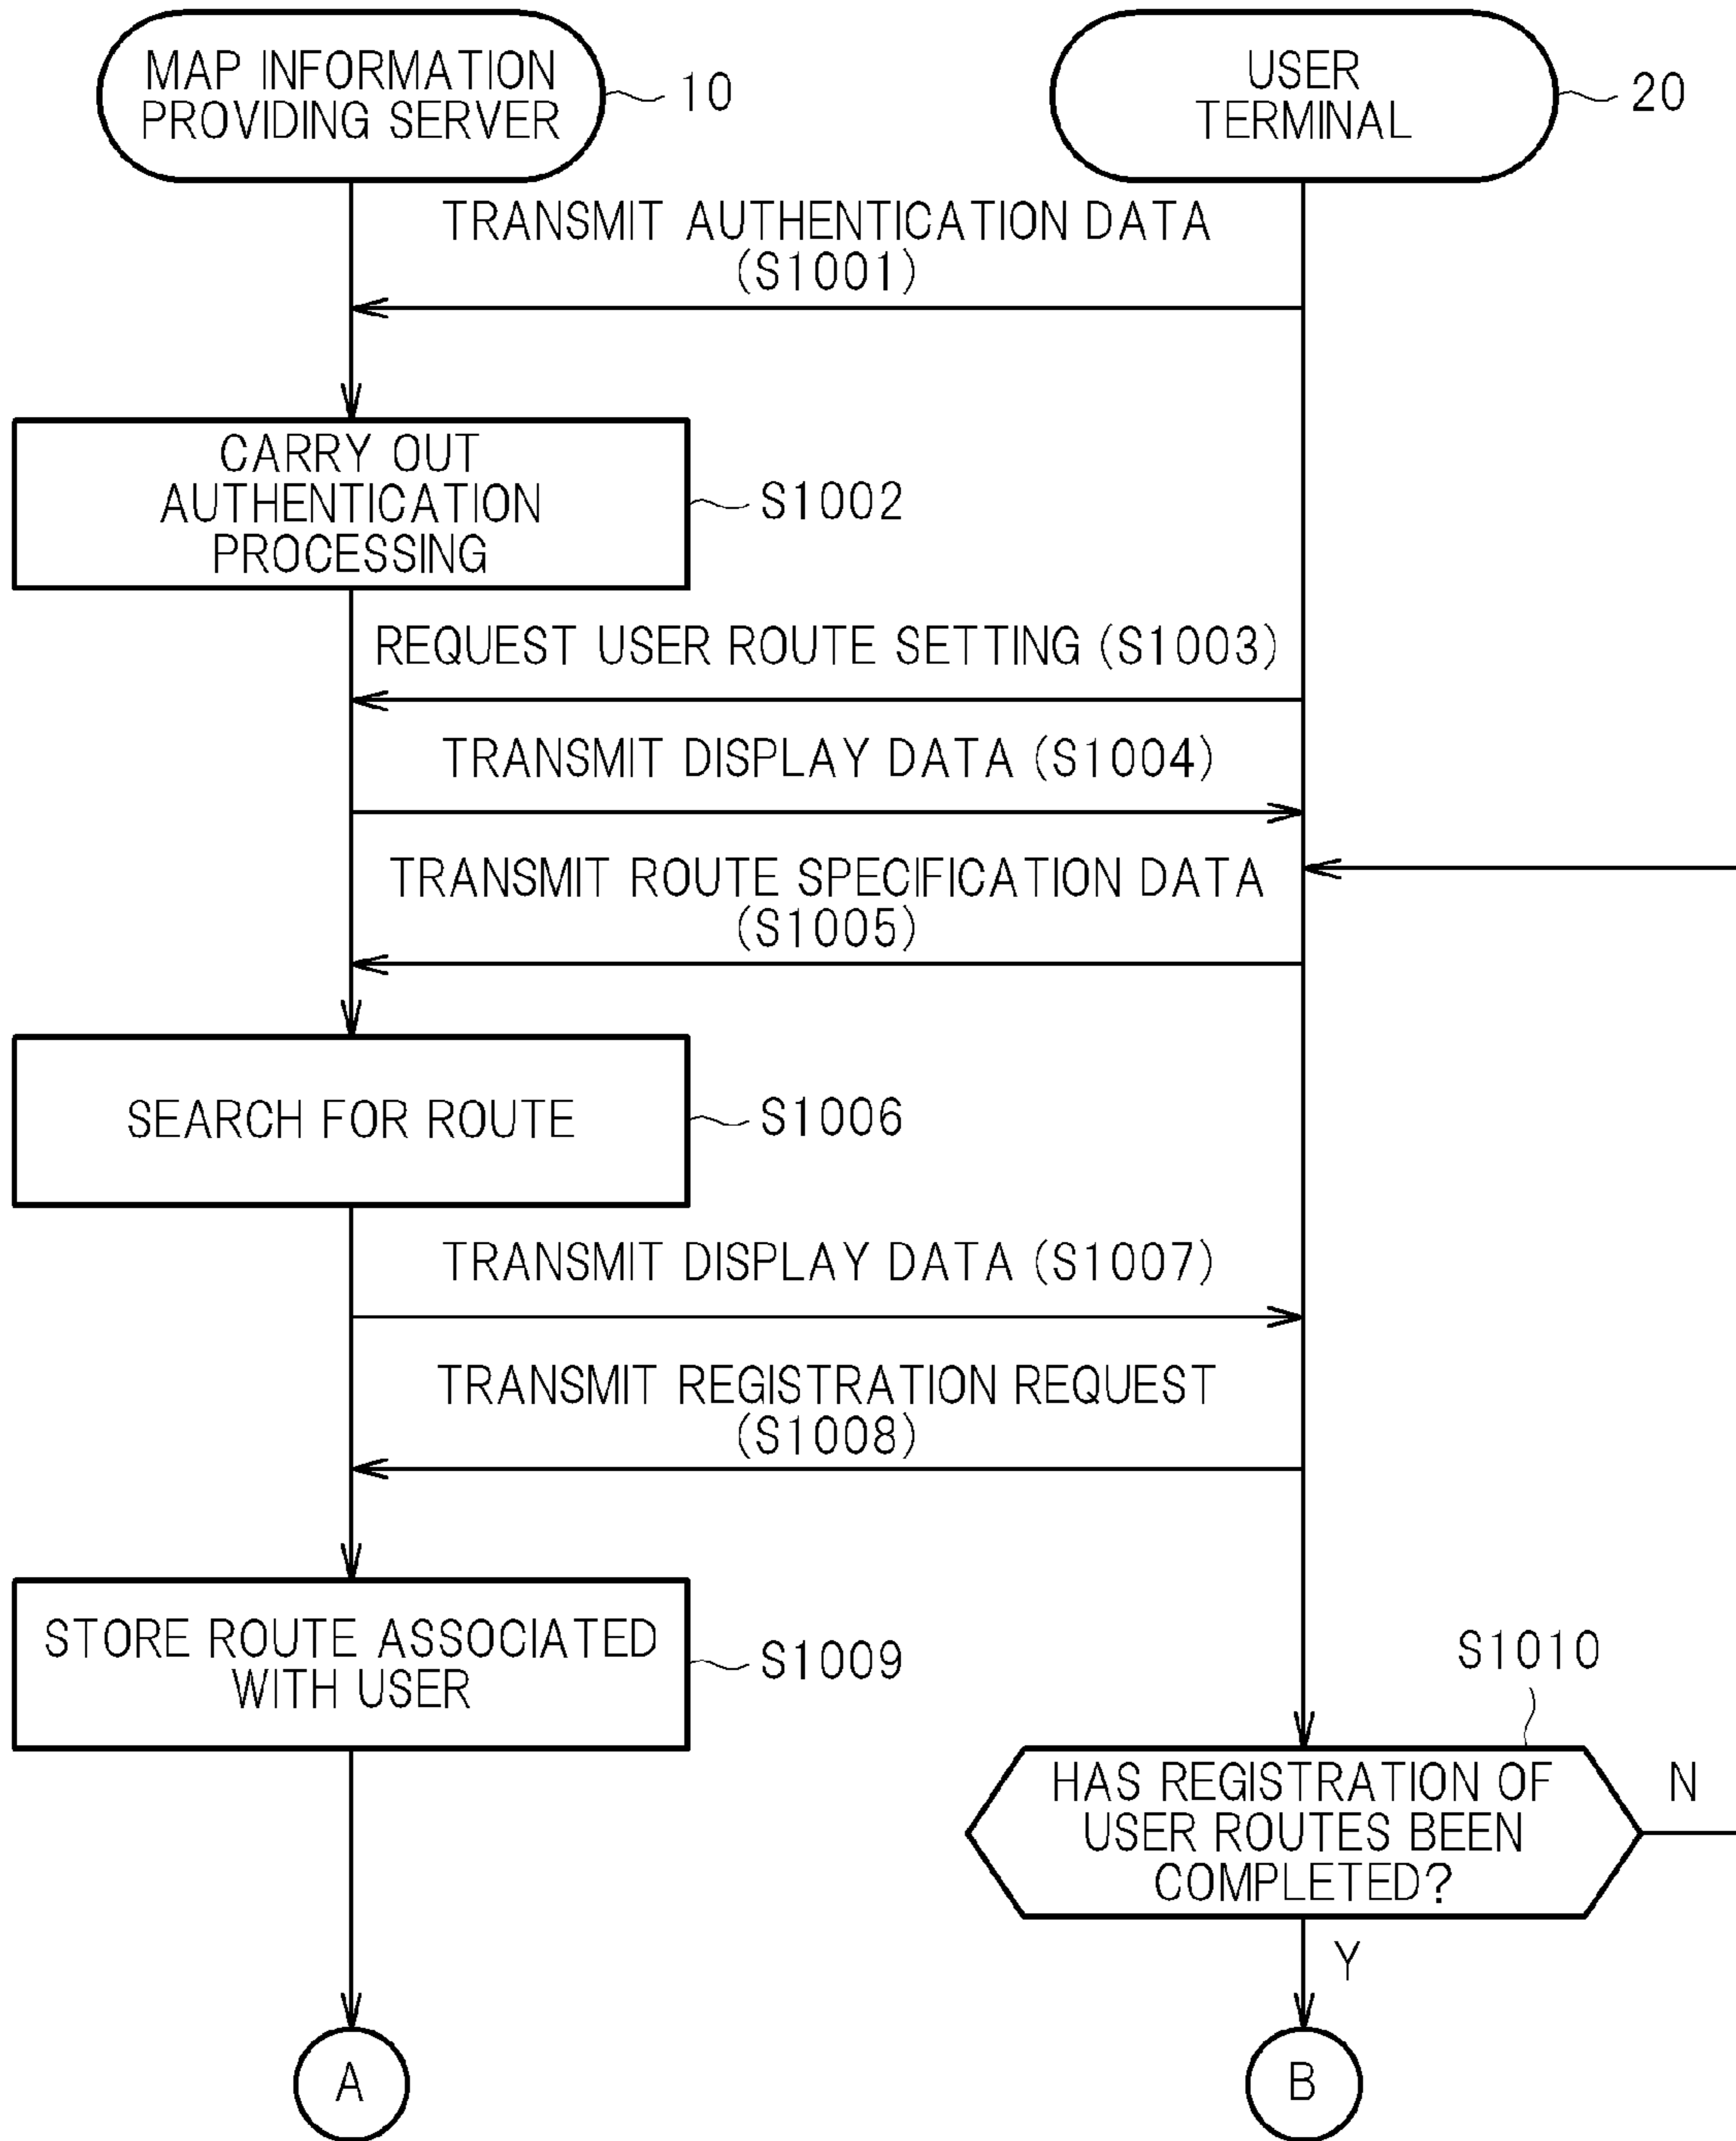 MAP INFORMATION
PROVIDING SERVER
10
USER
TERMINAL
20
TRANSMIT AUTHENTICATION DATA
(S1001)
CARRY OUT
AUTHENTICATION
PROCESSING
S1002
REQUEST USER ROUTE SETTING (S1003)
TRANSMIT DISPLAY DATA (S1004)
TRANSMIT ROUTE SPECIFICATION DATA
(S1005)
SEARCH FOR ROUTE
S1006
TRANSMIT DISPLAY DATA (S1007)
TRANSMIT REGISTRATION REQUEST
(S1008)
STORE ROUTE ASSOCIATED
WITH USER
S1009
S1010
HAS REGISTRATION OF
USER ROUTES BEEN
COMPLETED?
N
Y
A
B